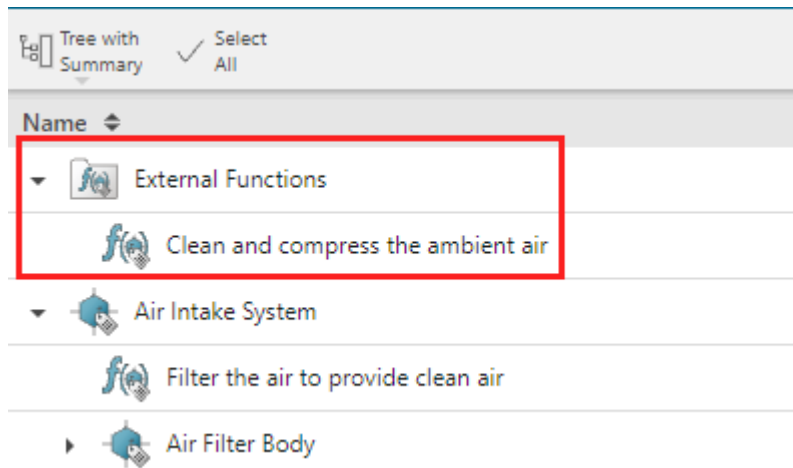 Tree with
Summary
Select
All
Name
External Functions
f(x) Clean and compress the ambient air
Air Intake System
f(x) Filter the air to provide clean air
Air Filter Body